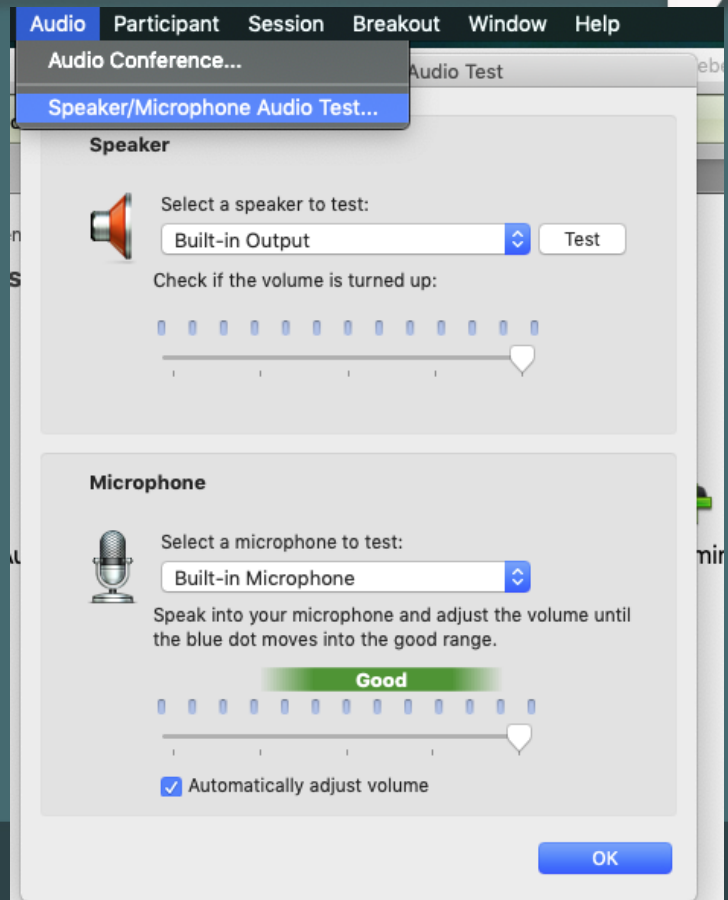 Audio Participant Session Breakout Window Help
Audio Conference...
Audio Test
Speaker/Microphone Audio Test...
Speaker
Select a speaker to test:
Built-in Output
Test
Check if the volume is turned up:
Microphone
Select a microphone to test:
Built-in Microphone
Speak into your microphone and adjust the volume until
the blue dot moves into the good range.
Good
Automatically adjust volume
OK